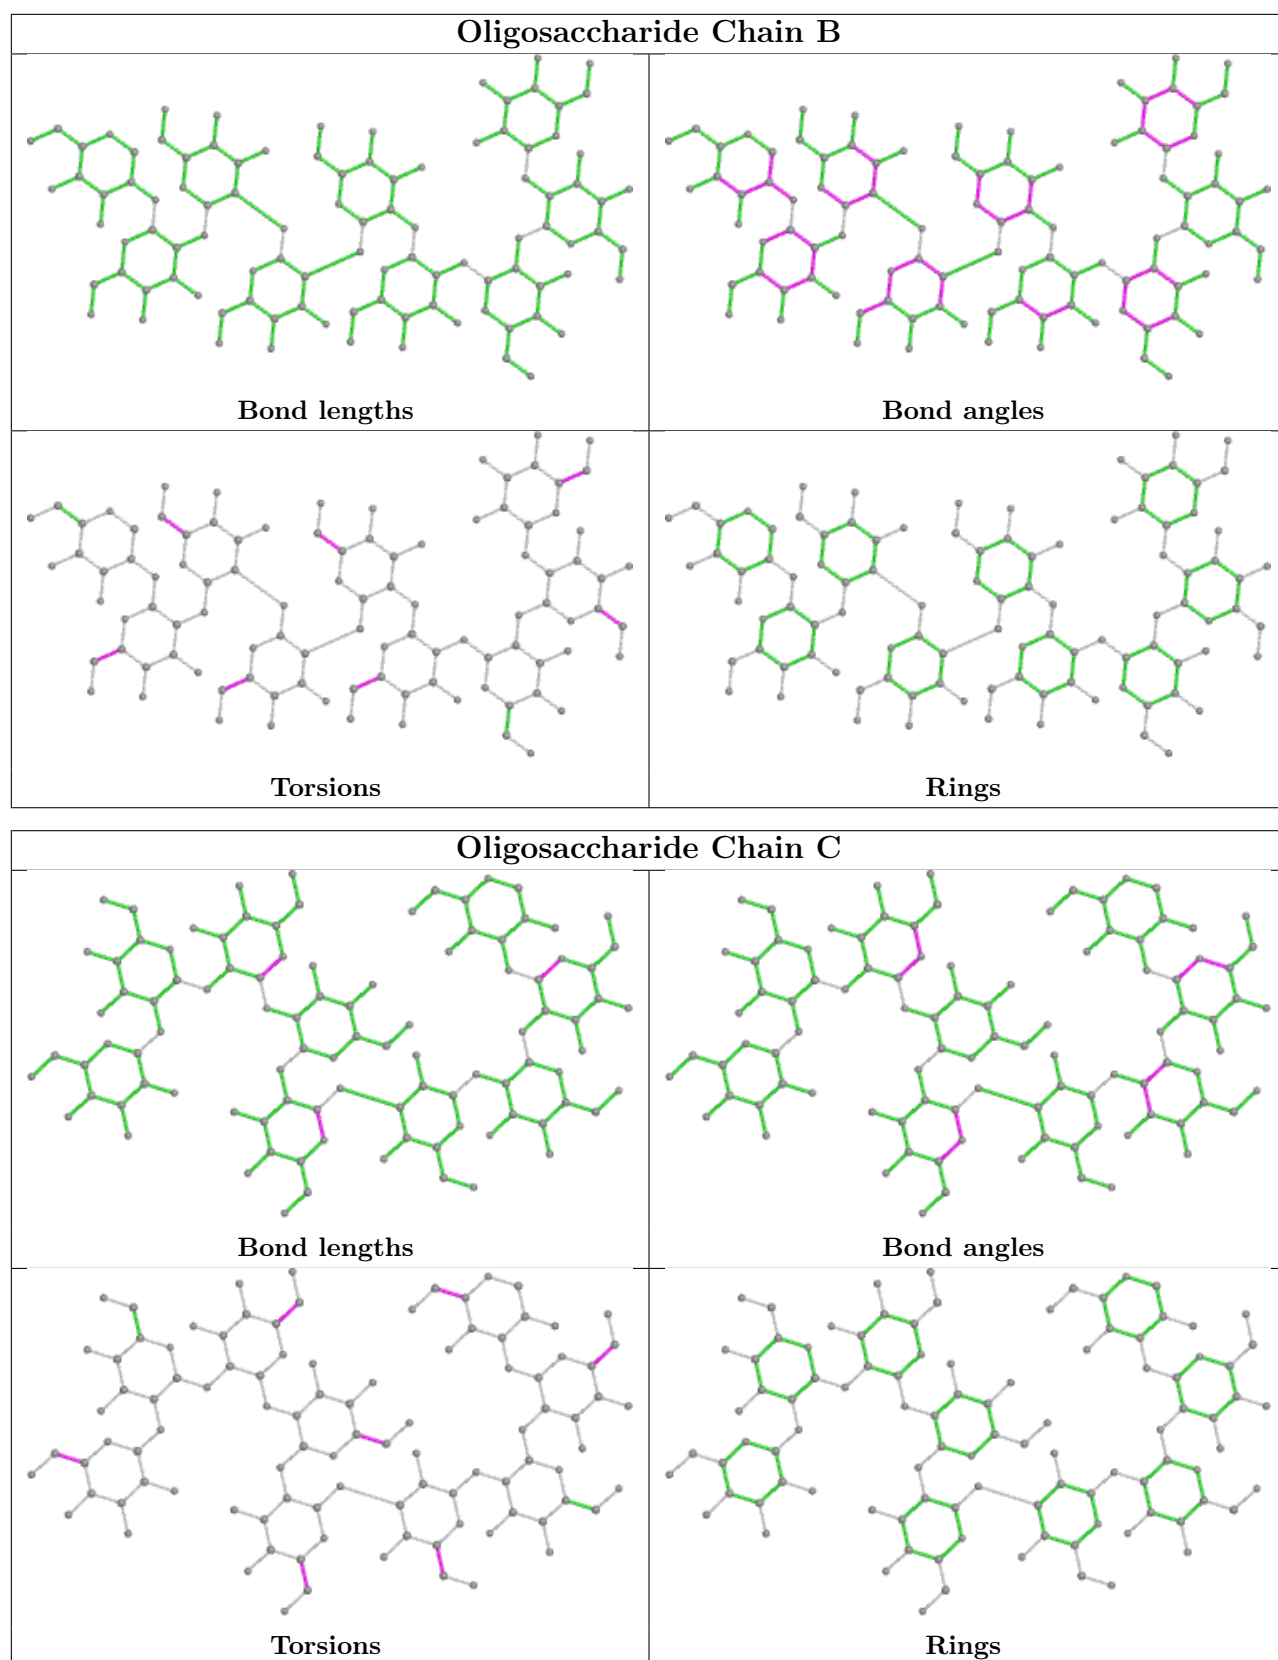 Oligosaccharide Chain B
Bond lengths
Bond angles
Torsions
Rings
Oligosaccharide Chain C
Bond lengths
Bond angles
Torsions
Rings